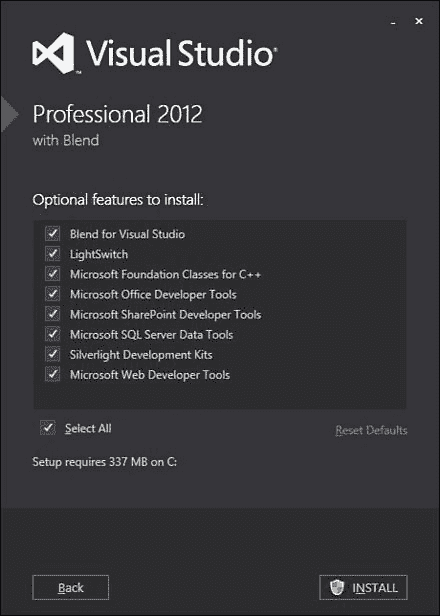 Visual Studio®
Professional 2012
with Blend
Optional features to install:
Blend for Visual Studio
LightSwitch
Microsoft Foundation Classes for C++
Microsoft Office Developer Tools
Microsoft SharePoint Developer Tools
Microsoft SQL Server Data Tools
Silverlight Development Kits
Microsoft Web Developer Tools
Select All
Reset Defaults
Setup requires 337 MB on C:
Back
INSTALL